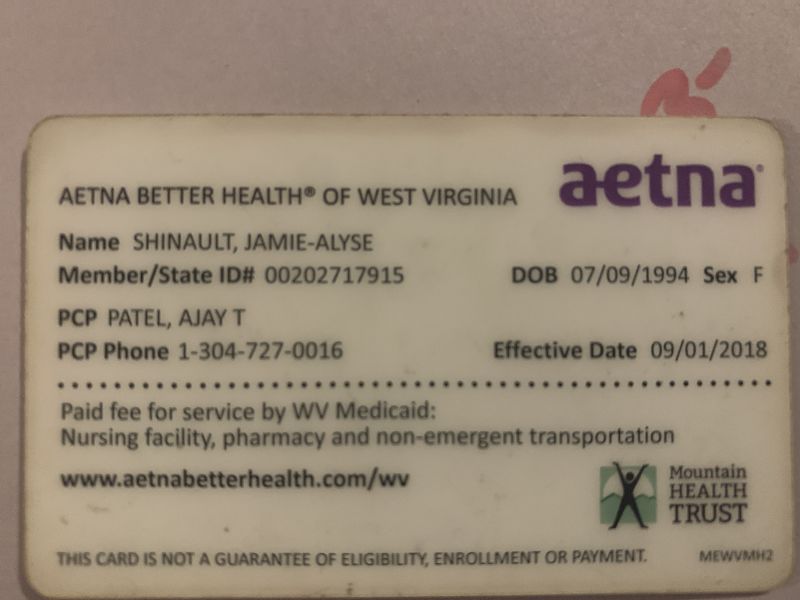 AETNA BETTER HEALTH® OF WEST VIRGINIA
aetna®
Name SHINAULT, JAMIE-ALYSE
Member/State ID# 00202717915 DOB 07/09/1994 Sex F
PCP PATEL, AJAY T
PCP Phone 1-304-727-0016 Effective Date 09/01/2018
Paid fee for service by WV Medicaid:
Nursing facility, pharmacy and non-emergent transportation
www.aetnabetterhealth.com/wv
Mountain
HEALTH
TRUST
THIS CARD IS NOT A GUARANTEE OF ELIGIBILITY, ENROLLMENT OR PAYMENT. MEWVMH2